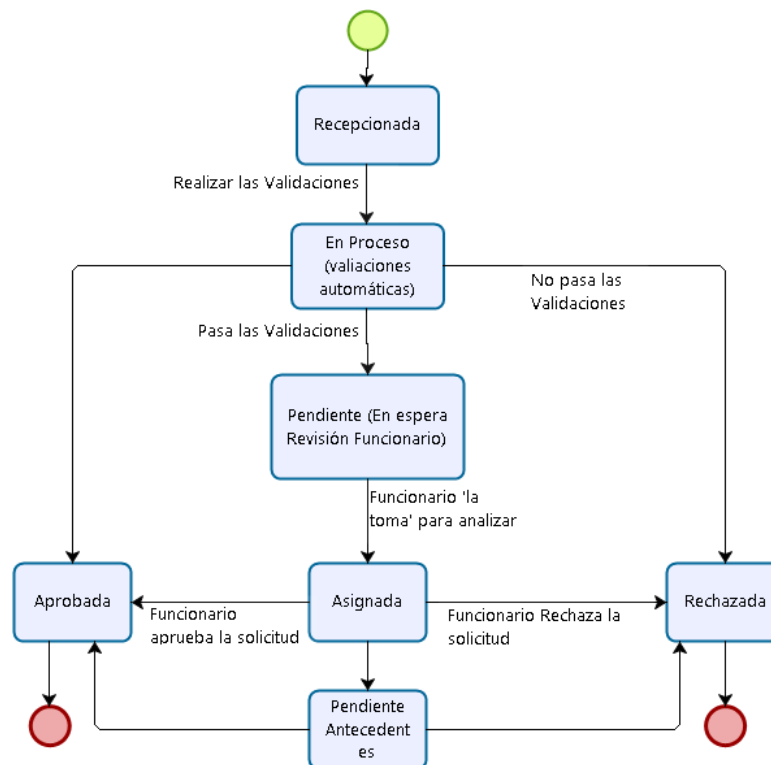 Recepcionada
Realizar las Validaciones
En Proceso
(valiaciones
automáticas)
No pasa las
Validaciones
Pasa las Validaciones
Pendiente (En espera
Revisión Funcionario)
Funcionario 'la
toma' para analizar
Aprobada
Asignada
Rechazada
Funcionario
aprueba la solicitud
Funcionario Rechaza la
solicitud
Pendiente
Antecedent
es